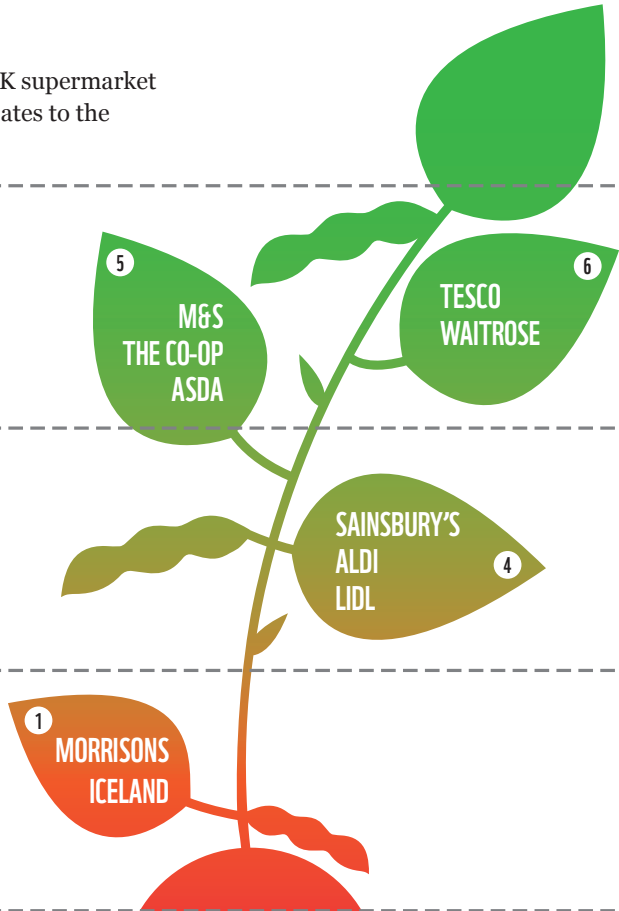 K supermarket
ates to the
5
M&S
THE CO-OP
ASDA
6
TESCO
WAITROSE
SAINSBURY'S
ALDI
LIDL
4
1
MORRISONS
ICELAND